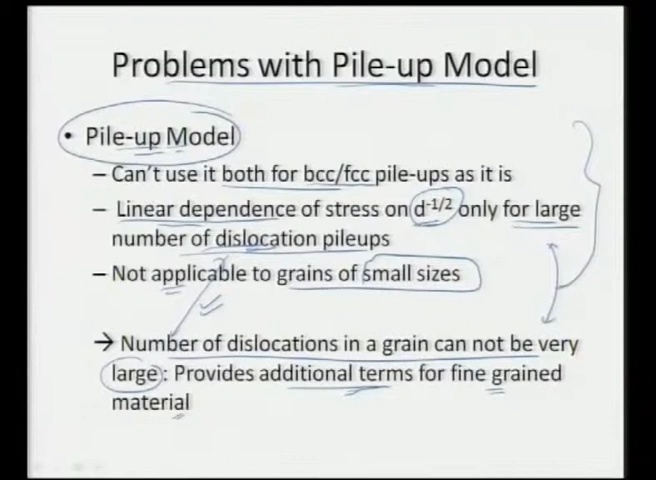 Problems with Pile-up Model
• Pile-up Model
– Can't use it both for bcc/fcc pile-ups as it is
– Linear dependence of stress on d-1/2 only for large
number of dislocation pileups
– Not applicable to grains of small sizes
→ Number of dislocations in a grain can not be very
large: Provides additional terms for fine grained
material